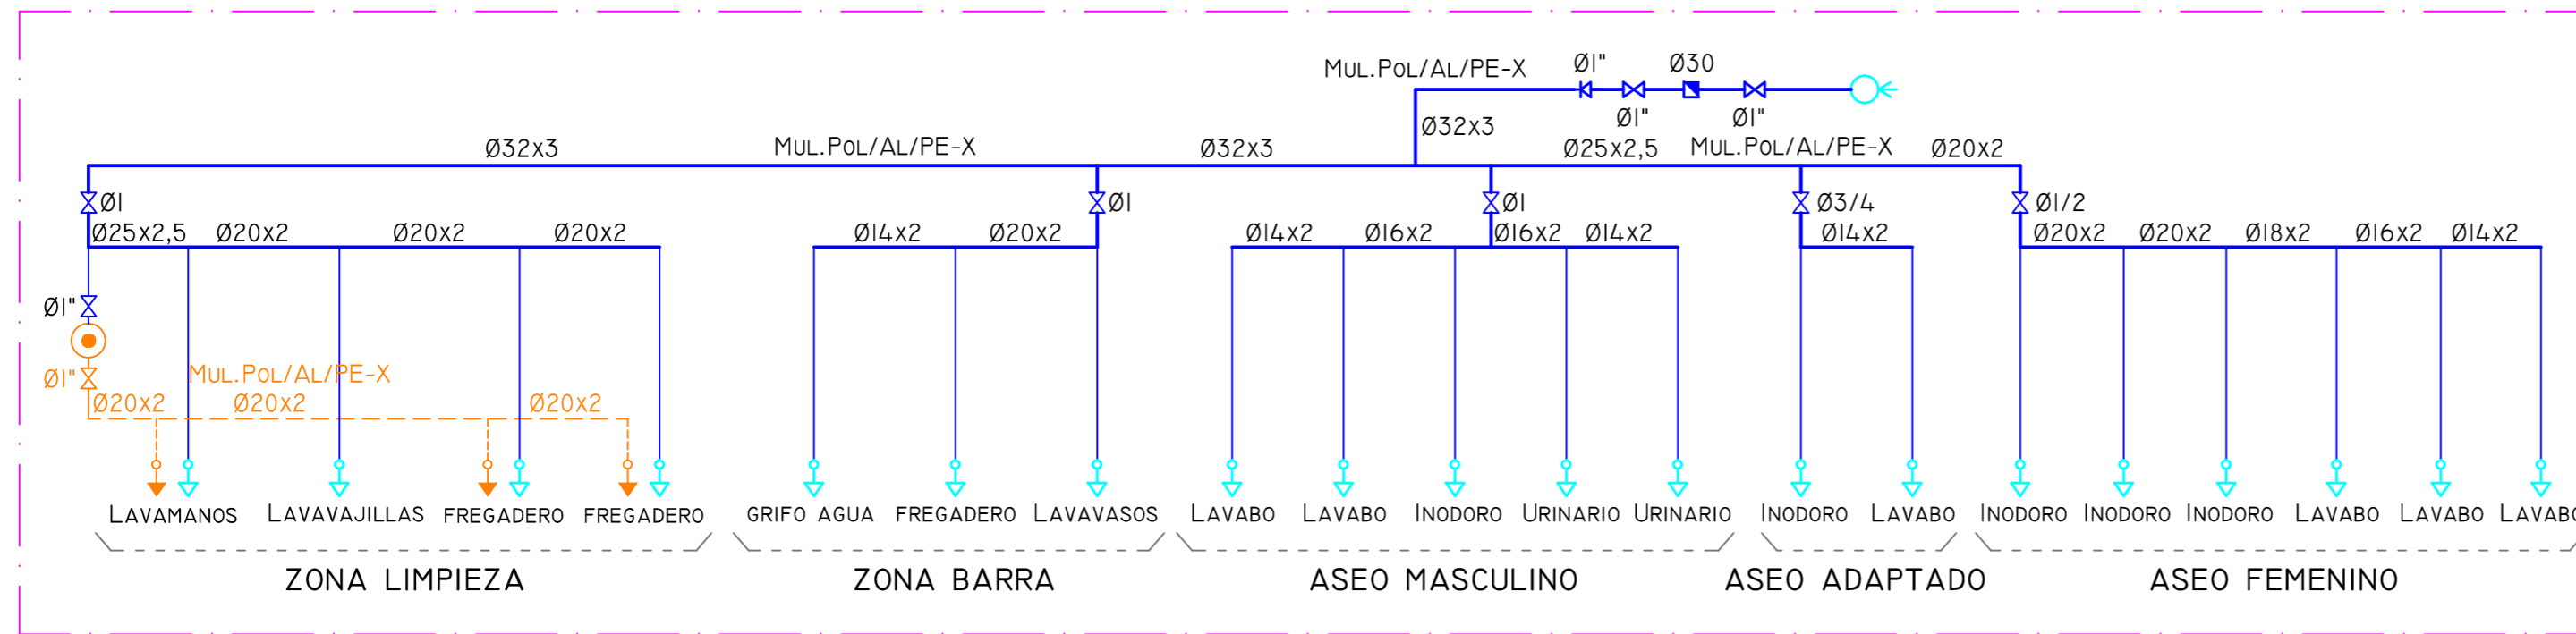 Mul.Pol/Al/PE-X Ø1" Ø30
Ø32x3 Ø1" Ø1"
Ø32x3 Mul.Pol/Al/PE-X Ø32x3 Ø25x2,5 Mul.Pol/Al/PE-X Ø20x2
Ø1 Ø1 Ø1 Ø3/4 Ø1/2
Ø25x2,5 Ø20x2 Ø20x2 Ø20x2 Ø14x2 Ø20x2 Ø14x2 Ø16x2 Ø16x2 Ø14x2 Ø14x2 Ø20x2 Ø20x2 Ø18x2 Ø16x2 Ø14x2
Ø1"
Ø1" Mul.Pol/Al/PE-X
Ø20x2 Ø20x2 Ø20x2
Lavamanos Lavavajillas fregadero fregadero grifo agua fregadero Lavavasos Lavabo Lavabo Inodoro Urinario Urinario Inodoro Lavabo Inodoro Inodoro Inodoro Lavabo Lavabo Lavabo
ZONA LIMPIEZA ZONA BARRA ASEO MASCULINO ASEO ADAPTADO ASEO FEMENINO